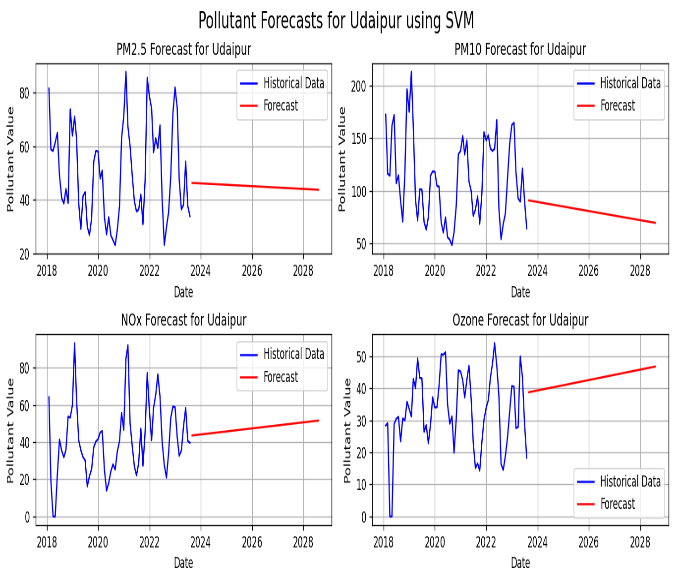 Pollutant Forecasts for Udaipur using SVM
PM2.5 Forecast for Udaipur
Pollutant Value
80
60
40
20
Historical Data
Forecast
2018 2020 2022 2024 2026 2028
Date
PM10 Forecast for Udaipur
Pollutant Value
200
150
100
50
Historical Data
Forecast
2018 2020 2022 2024 2026 2028
Date
NOx Forecast for Udaipur
Pollutant Value
80
60
40
20
0
Historical Data
Forecast
2018 2020 2022 2024 2026 2028
Date
Ozone Forecast for Udaipur
Pollutant Value
50
40
30
20
10
0
Historical Data
Forecast
2018 2020 2022 2024 2026 2028
Date